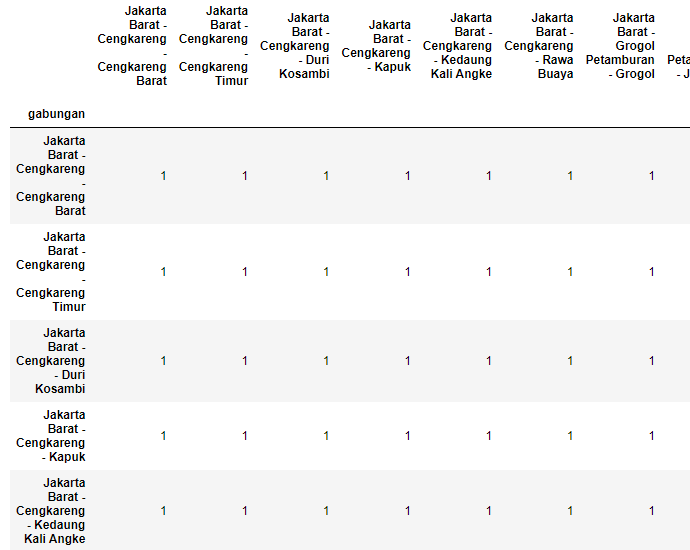 Jakarta Barat - Cengkareng - Cengkareng Barat
Jakarta Barat - Cengkareng - Cengkareng Timur
Jakarta Barat - Cengkareng - Duri Kosambi
Jakarta Barat - Cengkareng - Kapuk
Jakarta Barat - Cengkareng - Kedaung Kali Angke
Jakarta Barat - Cengkareng - Rawa Buaya
Jakarta Barat - Grogol Petamburan - Grogol
gabungan
Jakarta Barat - Cengkareng - Cengkareng Barat 1 1 1 1 1 1 1
Jakarta Barat - Cengkareng - Cengkareng Timur 1 1 1 1 1 1 1
Jakarta Barat - Cengkareng - Duri Kosambi 1 1 1 1 1 1 1
Jakarta Barat - Cengkareng - Kapuk 1 1 1 1 1 1 1
Jakarta Barat - Cengkareng - Kedaung Kali Angke 1 1 1 1 1 1 1